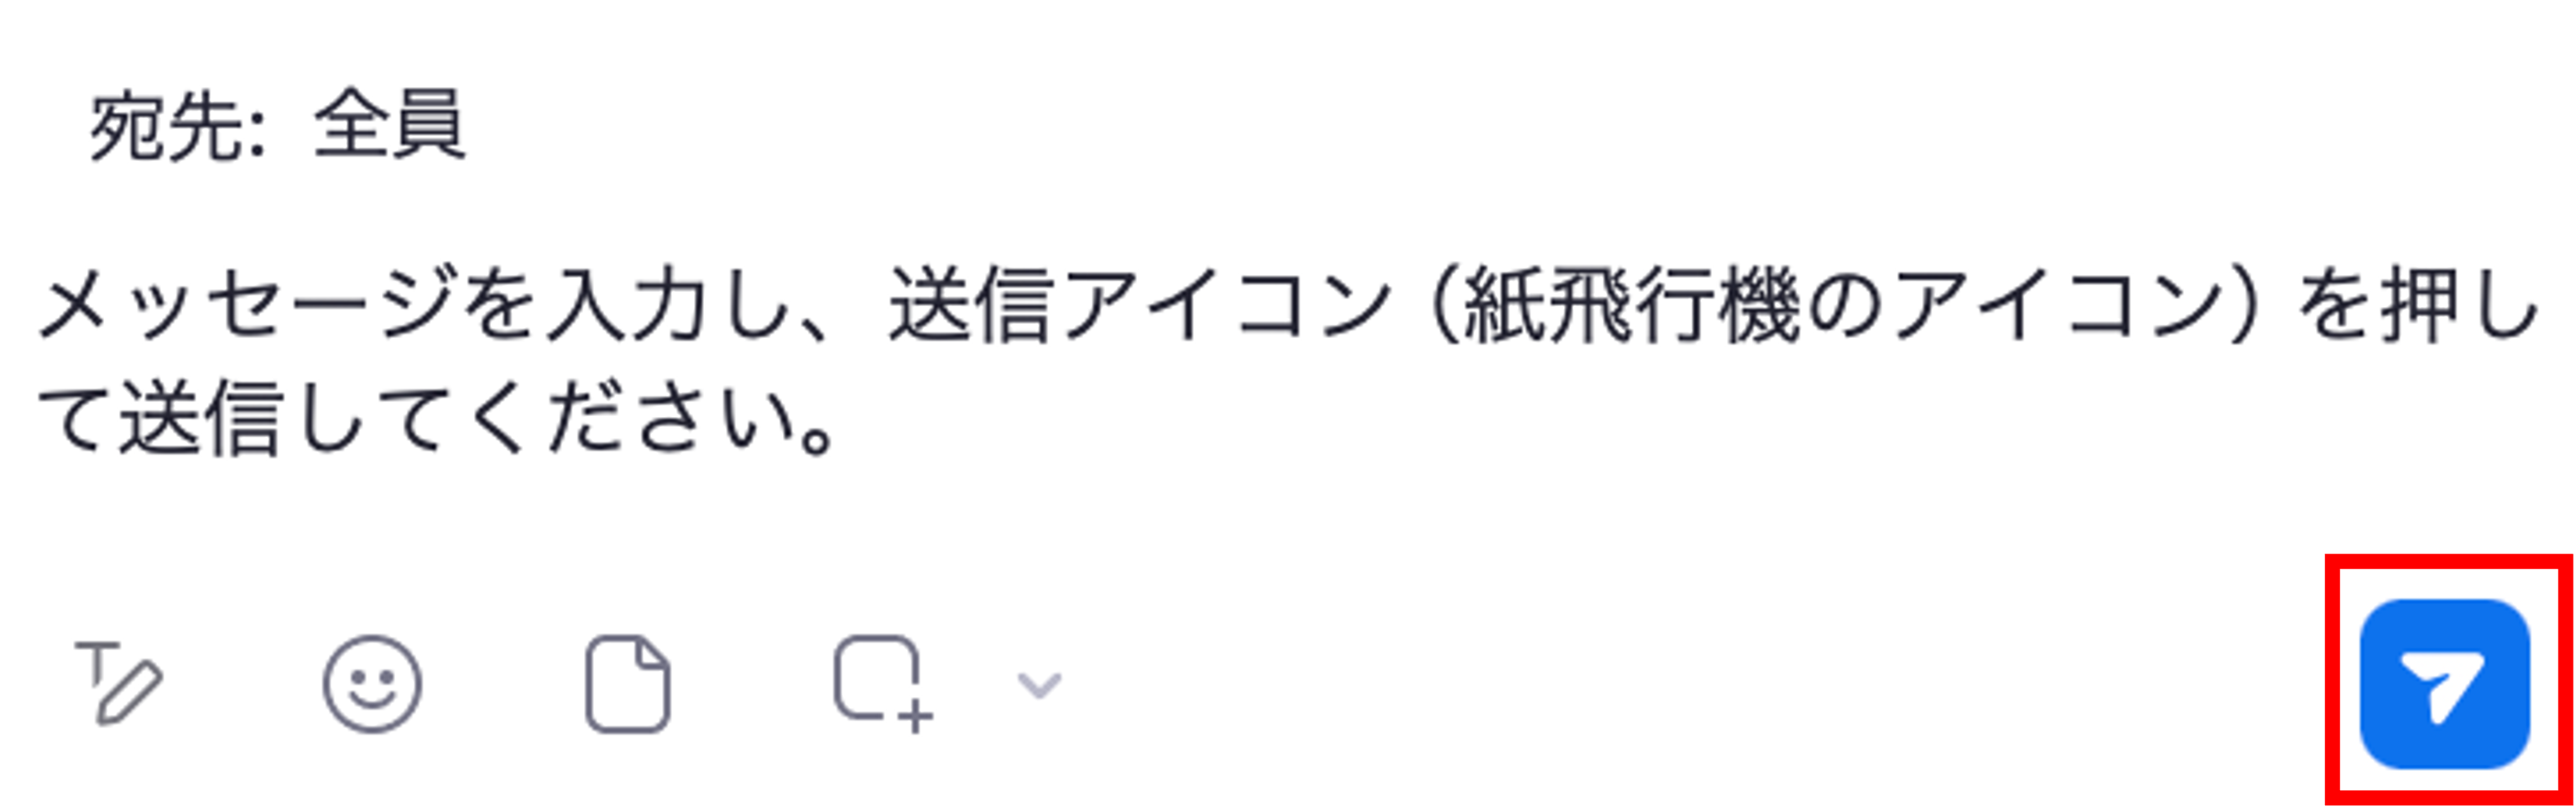 宛先: 全員
メッセージを入力し、送信アイコン（紙飛行機のアイコン）を押し
て送信してください。